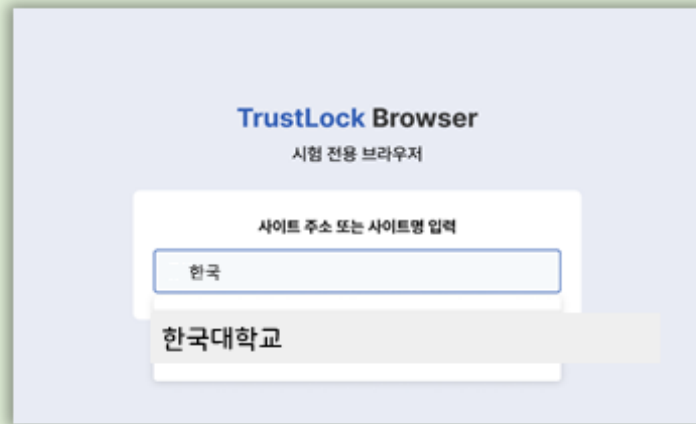 TrustLock Browser
시험 전용 브라우저
사이트 주소 또는 사이트명 입력
한국
한국대학교